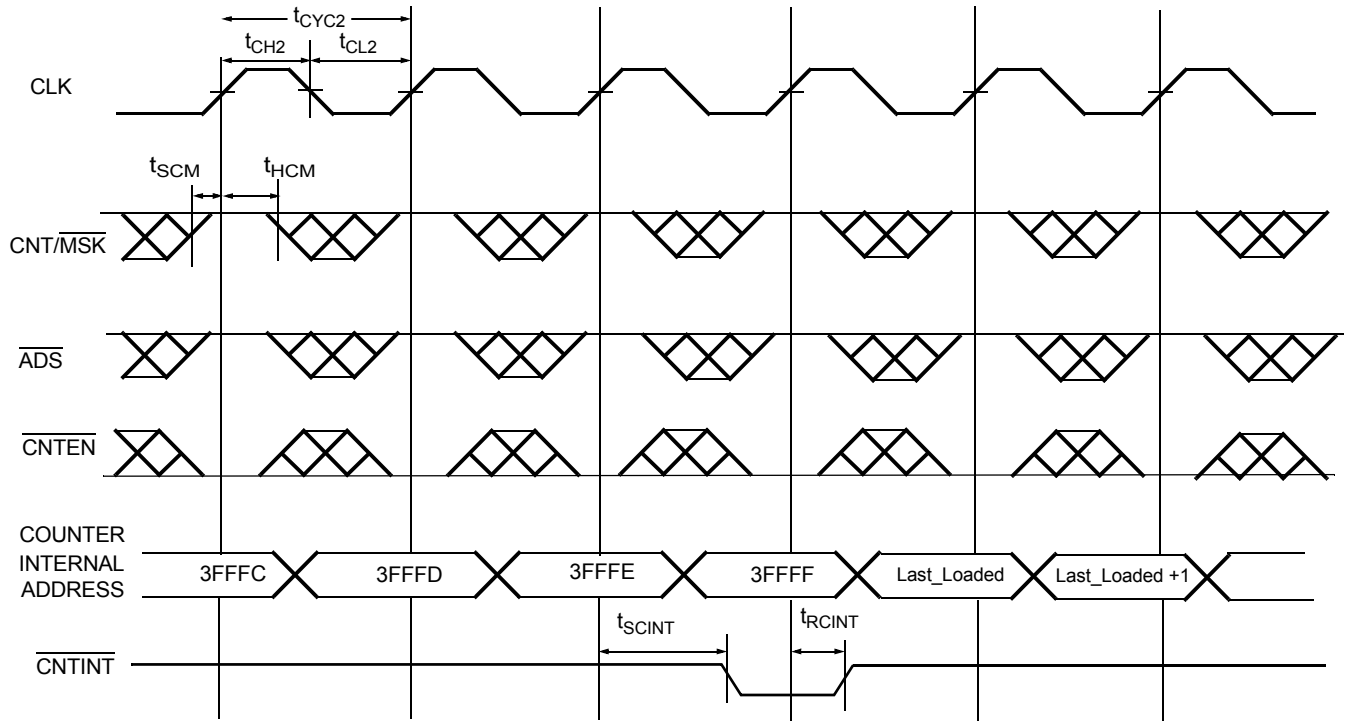 tCYC2
tCH2 tCL2
CLK
tSCM tHCM
CNT/MSK
ADS
CNTEN
COUNTER
INTERNAL
ADDRESS
3FFFC 3FFFD 3FFFE 3FFFF Last_Loaded Last_Loaded +1
tSCINT tRCINT
CNTINT